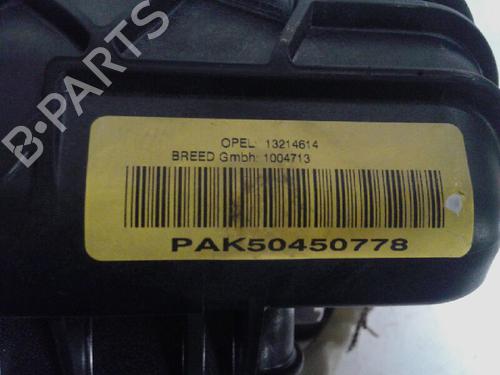 B-PARTS
OPEL: 13214614
BREED Gmbh: 1004713
PAK50450778